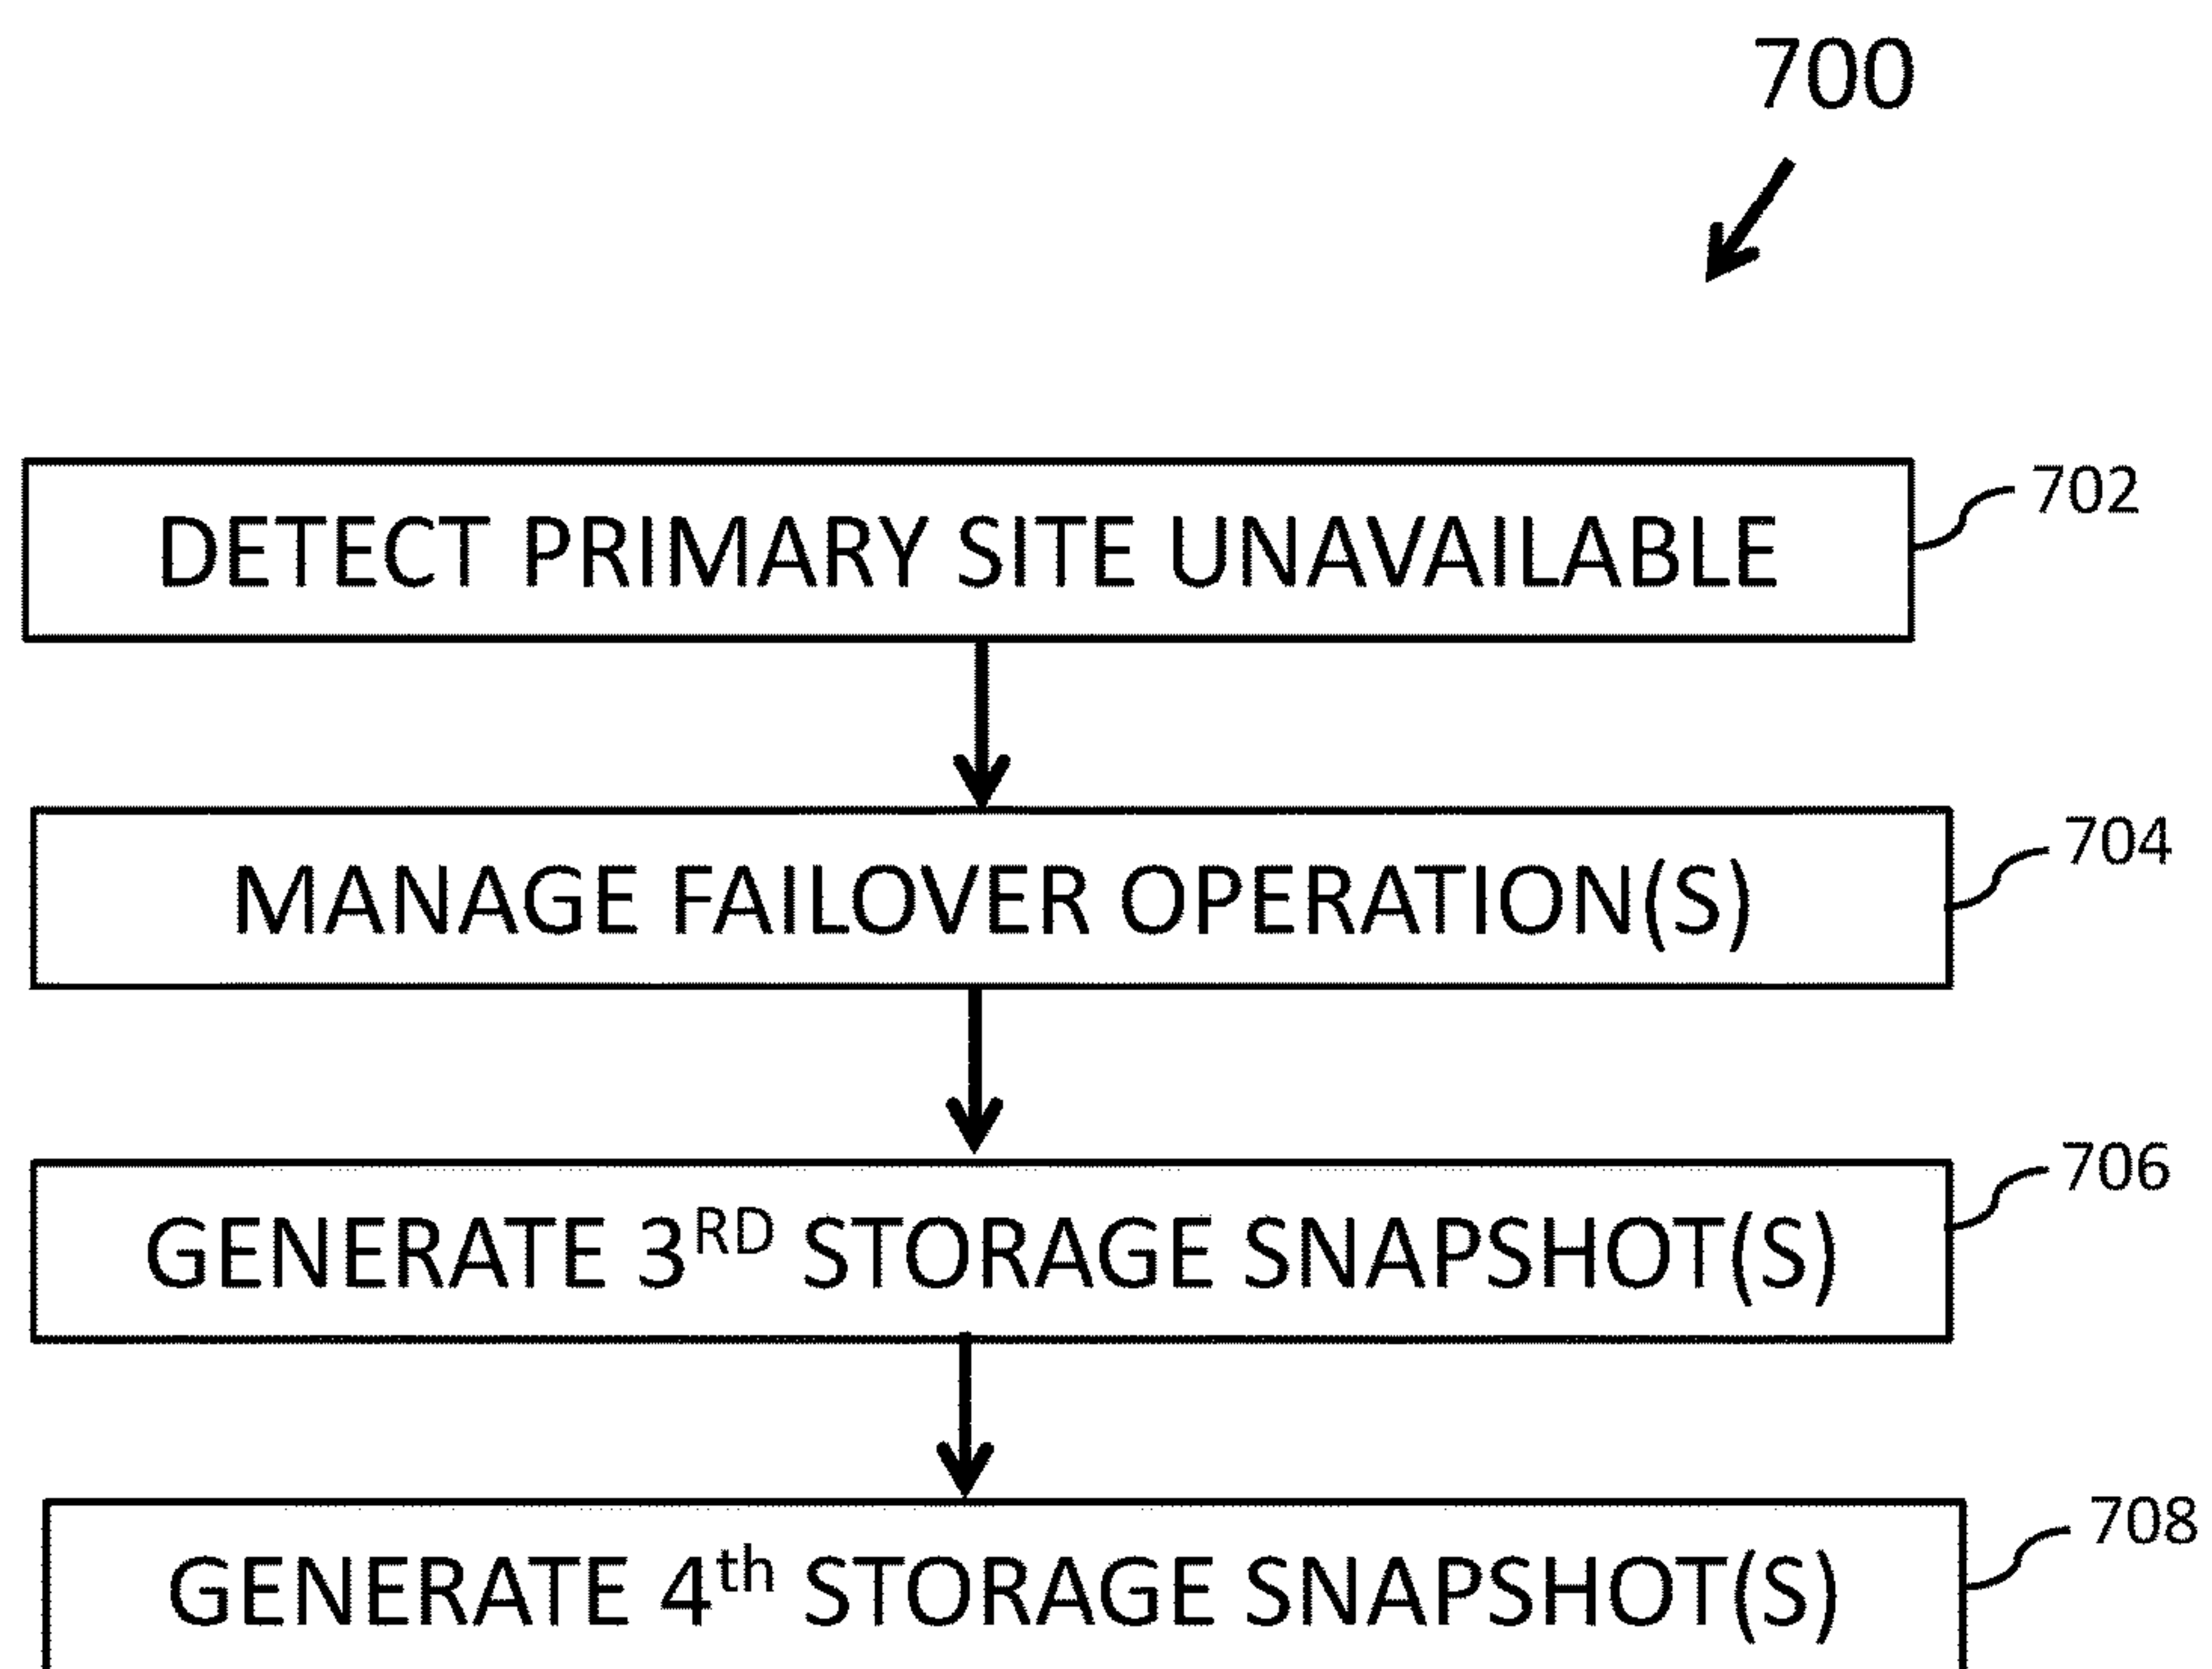 700
DETECT PRIMARY SITE UNAVAILABLE
702
MANAGE FAILOVER OPERATION(S)
704
GENERATE 3RD STORAGE SNAPSHOT(S)
706
GENERATE 4th STORAGE SNAPSHOT(S)
708